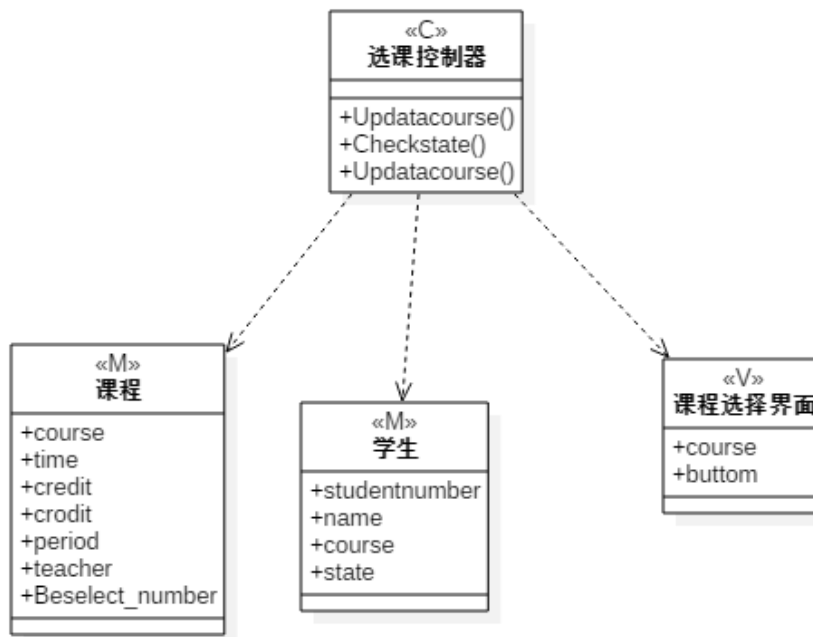 «C»
选课控制器
+Updatacourse()
+Checkstate()
+Updatacourse()
«M»
课程
+course
+time
+credit
+crodit
+period
+teacher
+Beselect_number
«M»
学生
+studentnumber
+name
+course
+state
«V»
课程选择界面
+course
+buttom